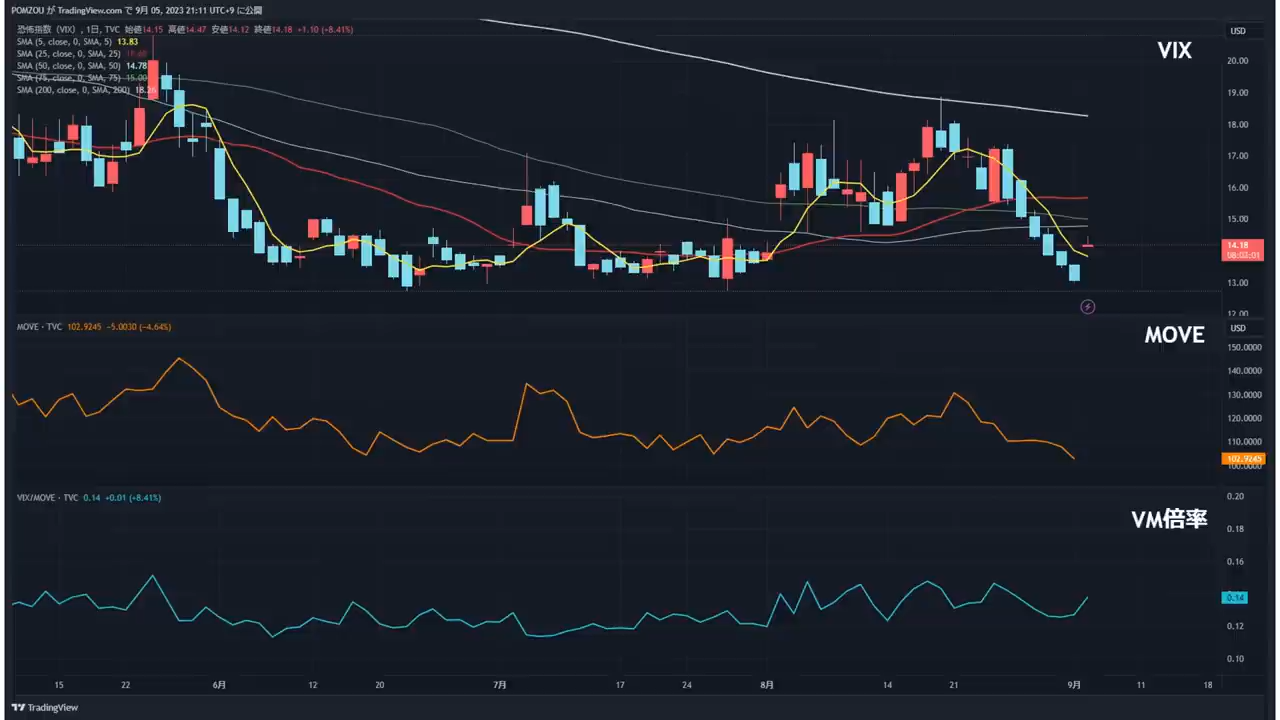 POMZOU が TradingView.com で 9月 05, 2023 21:11 UTC+9 に公開
恐怖指数（VIX）, 1日, TVC 始値14.15 高値14.47 安値14.12 終値14.18 +1.10 (+8.41%)
SMA (5, close, 0, SMA, 5) 13.83
SMA (25, close, 0, SMA, 25)
SMA (50, close, 0, SMA, 50) 14.78
SMA (75, close, 0, SMA, 75) 15.00
SMA (200, close, 0, SMA, 200) 18.26
VIX
USD
20.00
19.00
18.00
17.00
16.00
15.00
14.18
08:03:01
13.00
12.00
MOVE · TVC 102.9245 −5.0030 (−4.64%)
MOVE
USD
150.0000
140.0000
130.0000
120.0000
110.0000
102.9245
100.0000
VIX/MOVE · TVC 0.14 +0.01 (+8.41%)
VM倍率
0.20
0.18
0.16
0.14
0.12
0.10
15 22 6月 12 20 7月 17 24 8月 14 21 9月 11 18
TradingView